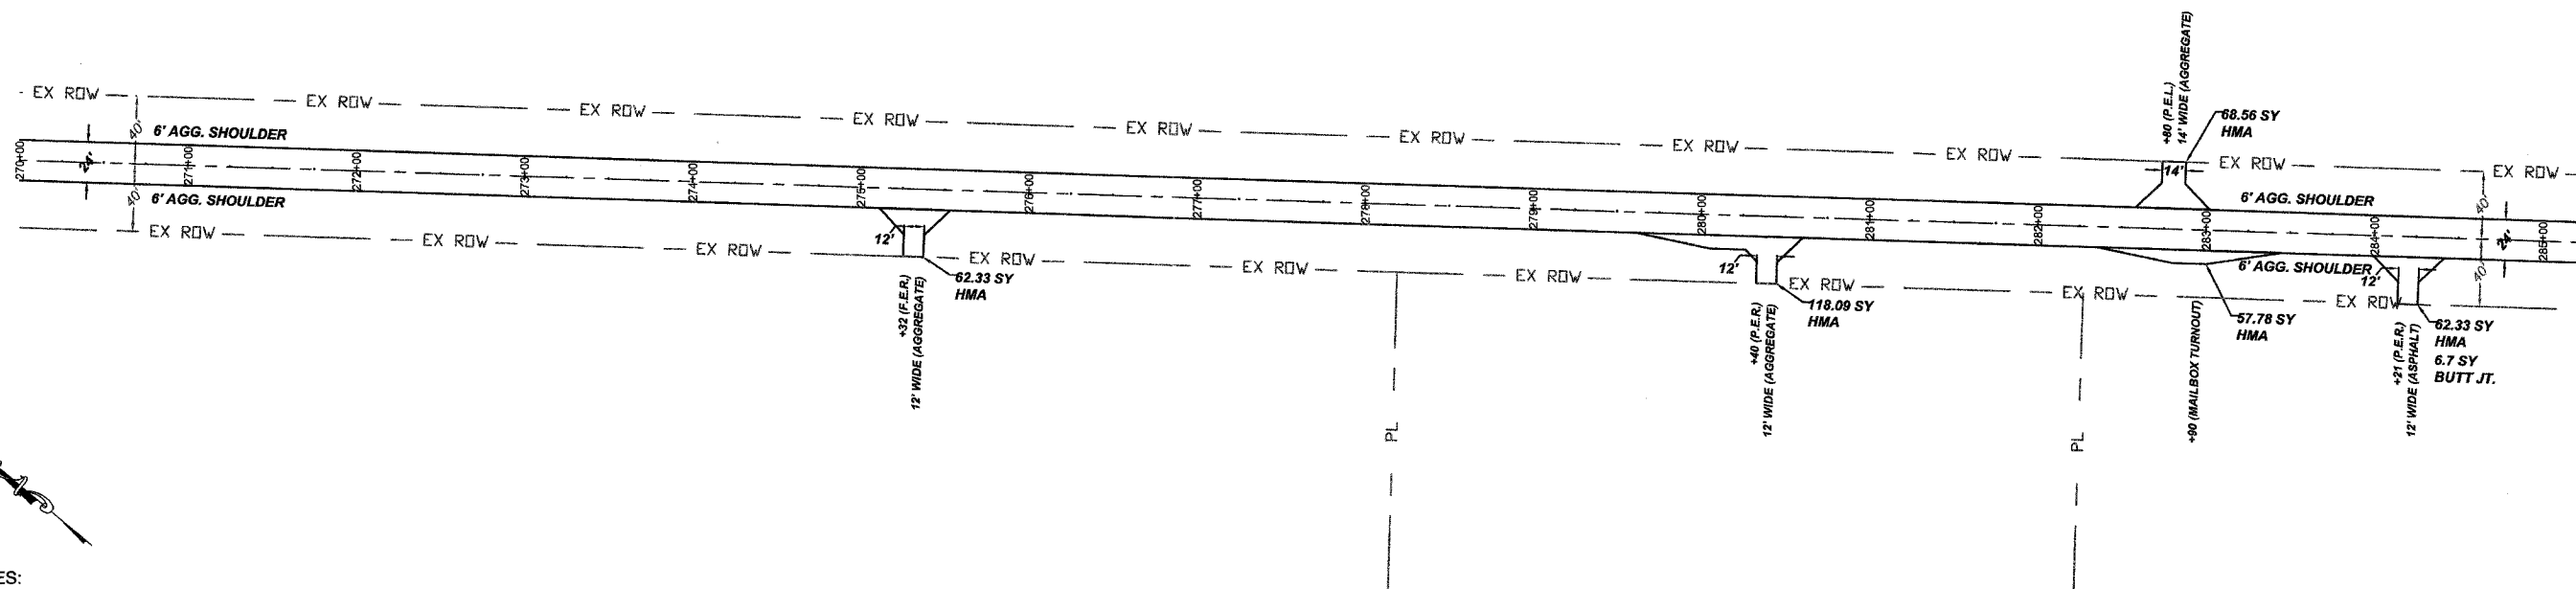 EX ROW EX ROW EX ROW EX ROW EX ROW EX ROW EX ROW EX ROW EX ROW EX ROW
+80 (P.E.L.)
14' WIDE (AGGREGATE)
68.56 SY
HMA
14'
40'
6' AGG. SHOULDER
6' AGG. SHOULDER
40'
24'
24'
270+00
271+00
272+00
273+00
274+00
275+00
276+00
277+00
278+00
279+00
280+00
281+00
282+00
283+00
284+00
285+00
40'
6' AGG. SHOULDER
6' AGG. SHOULDER
40'
EX ROW EX ROW EX ROW EX ROW EX ROW EX ROW EX ROW EX ROW EX ROW
12'
62.33 SY
HMA
+32 (F.E.R.)
12' WIDE (AGGREGATE)
12'
118.09 SY
HMA
+40 (P.E.R.)
12' WIDE (AGGREGATE)
57.78 SY
HMA
+90 (MAILBOX TURNOUT)
12'
62.33 SY
HMA
6.7 SY
BUTT JT.
+21 (P.E.R.)
12' WIDE (ASPHALT)
PL
PL
ES: